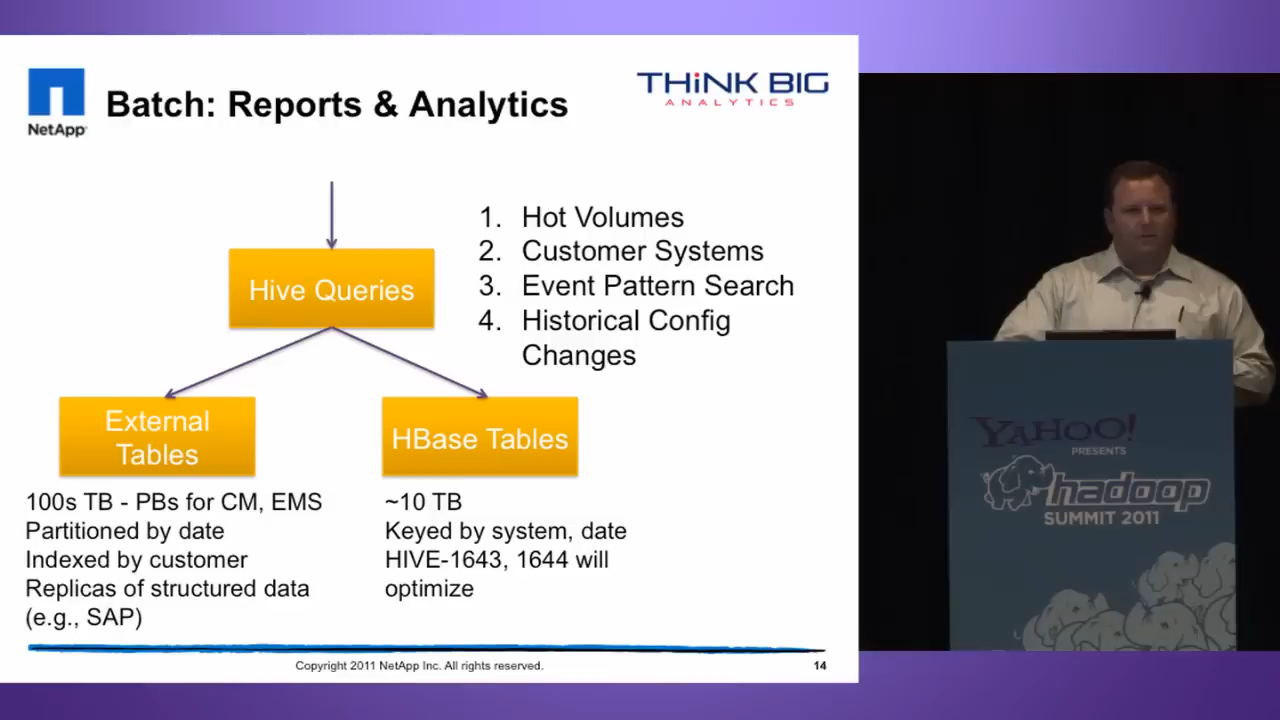 NetApp
Batch: Reports & Analytics
THiNK BIG
ANALYTICS
Hive Queries
1. Hot Volumes
2. Customer Systems
3. Event Pattern Search
4. Historical Config
Changes
External
Tables
HBase Tables
100s TB - PBs for CM, EMS
Partitioned by date
Indexed by customer
Replicas of structured data
(e.g., SAP)
~10 TB
Keyed by system, date
HIVE-1643, 1644 will
optimize
Copyright 2011 NetApp Inc. All rights reserved.
14
YAHOO!
PRESENTS
hadoop
SUMMIT 2011